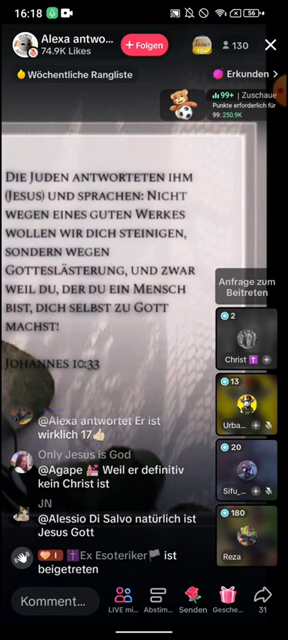 16:18
56
Alexa antwo...
74.9K Likes
+ Folgen
10+
130
Wöchentliche Rangliste
Erkunden >
99+ | Zuschaue
Punkte erforderlich für
99: 250.9K
DIE JUDEN ANTWORTETEN IHM
(JESUS) UND SPRACHEN: NICHT
WEGEN EINES GUTEN WERKES
WOLLEN WIR DICH STEINIGEN,
SONDERN WEGEN
GOTTESLÄSTERUNG, UND ZWAR
WEIL DU, DER DU EIN MENSCH
BIST, DICH SELBST ZU GOTT
MACHST!
JOHANNES 10:33
Anfrage zum
Beitreten
2
Christ ✝️ +
13
Urba... +
20
Sifu_... +
180
Reza
@Alexa antwortet Er ist
wirklich 17👍🏻
Only Jesus is God
@Agape Weil er definitiv
kein Christ ist
JN
@Alessio Di Salvo natürlich ist
Jesus Gott
1 ✝️Ex Esoteriker🏴 ist
beigetreten
Komment...
LIVE mi...
Abstim...
Senden
Gesche...
31